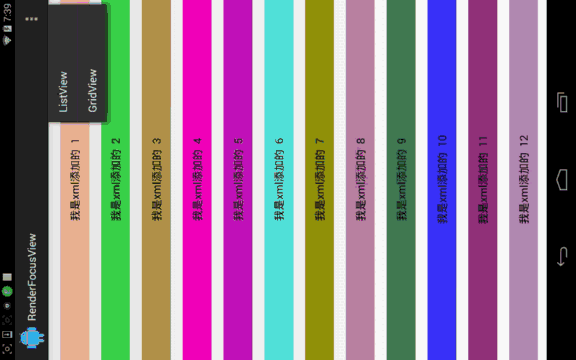 7:39
RenderFocusView
ListView
GridView
我是xml添加的 1
我是xml添加的 2
我是xml添加的 3
我是xml添加的 4
我是xml添加的 5
我是xml添加的 6
我是xml添加的 7
我是xml添加的 8
我是xml添加的 9
我是xml添加的 10
我是xml添加的 11
我是xml添加的 12